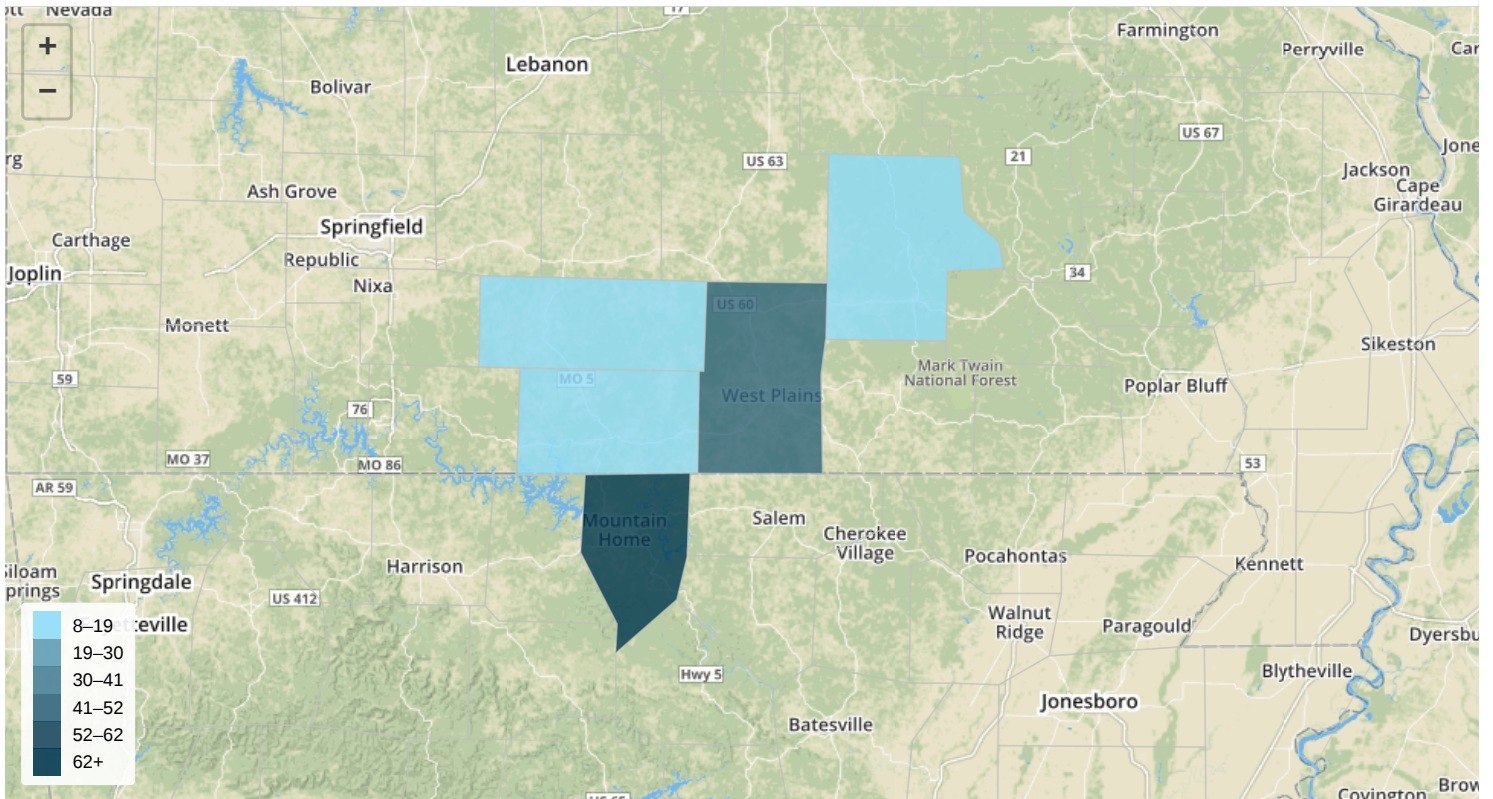 Nevada
17
Farmington
Perryville
+
−
Lebanon
Bolivar
US 67
US 63
21
Jackson
Cape
Girardeau
Ash Grove
Springfield
Carthage
Republic
Joplin
34
Nixa
US 60
Monett
Sikeston
59
MO 5
Mark Twain
National Forest
Poplar Bluff
West Plains
76
MO 37
MO 86
53
AR 59
Mountain
Home
Salem
Cherokee
Village
Pocahontas
Kennett
Harrison
Springdale
US 412
Walnut
Ridge
Paragould
Hwy 5
Blytheville
Jonesboro
Batesville
Covington
8–19
19–30
30–41
41–52
52–62
62+